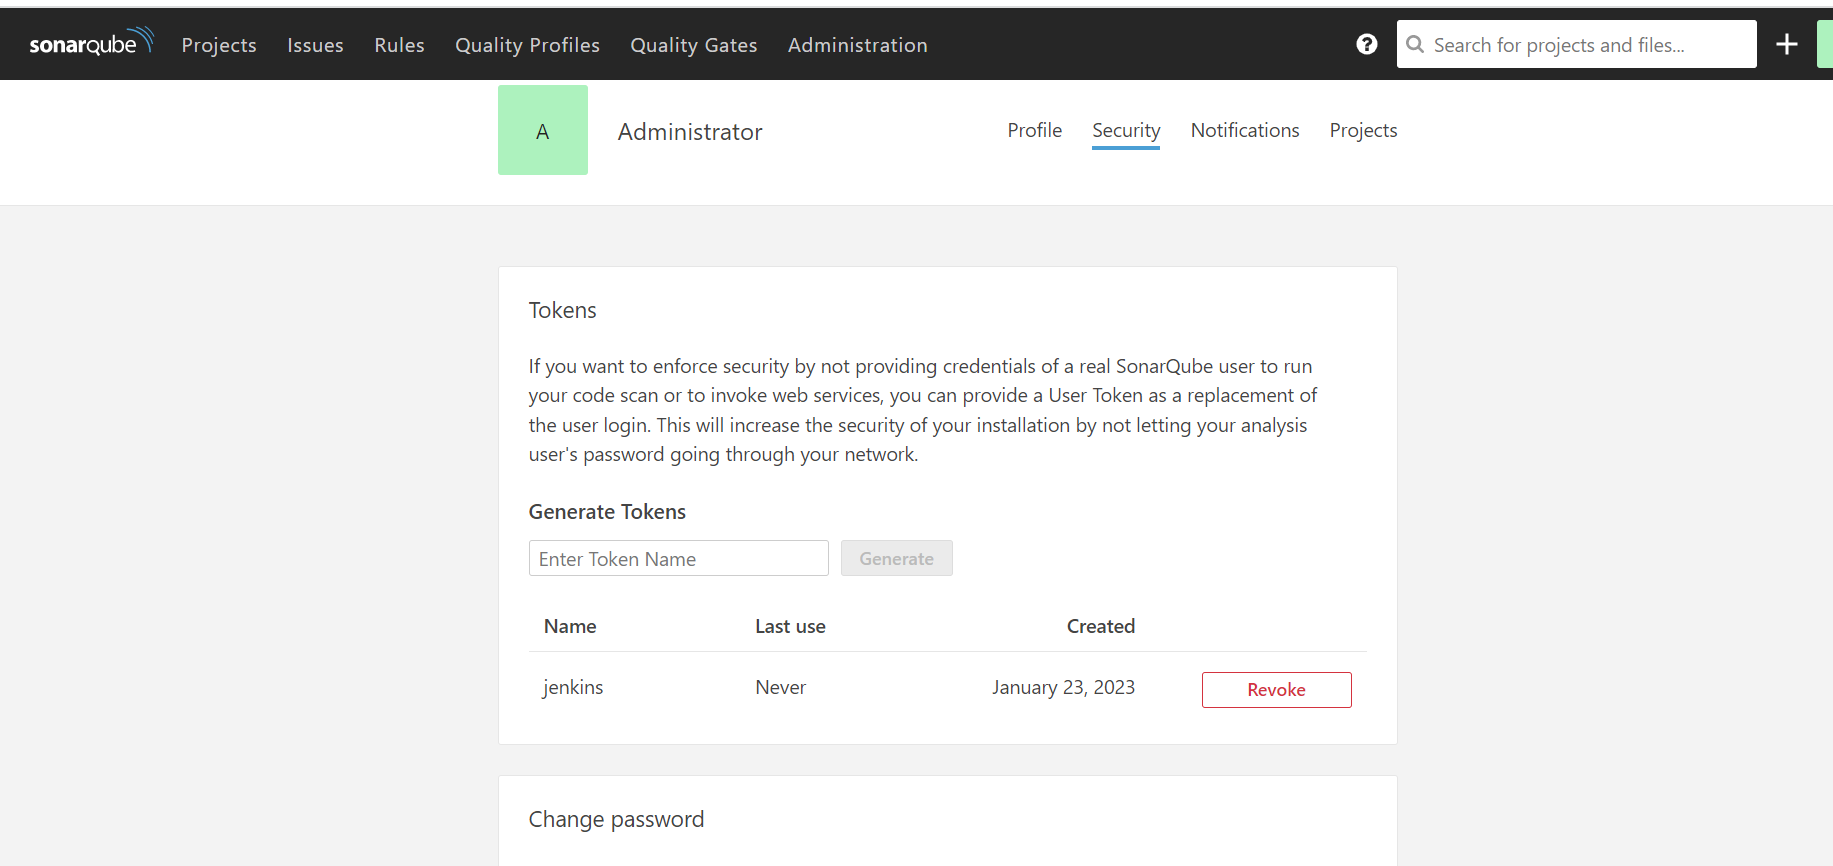 sonarqube Projects Issues Rules Quality Profiles Quality Gates Administration ? Search for projects and files... +
A Administrator Profile Security Notifications Projects
Tokens
If you want to enforce security by not providing credentials of a real SonarQube user to run
your code scan or to invoke web services, you can provide a User Token as a replacement of
the user login. This will increase the security of your installation by not letting your analysis
user's password going through your network.
Generate Tokens
Enter Token Name Generate
Name Last use Created
jenkins Never January 23, 2023 Revoke
Change password